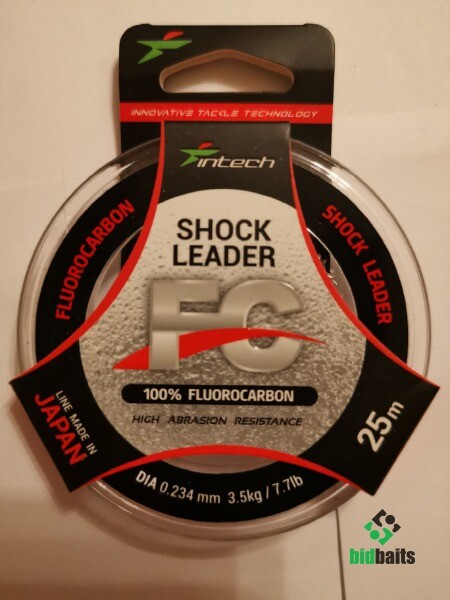 INNOVATIVE TACKLE TECHNOLOGY
intech
SHOCK
LEADER
FC
100% FLUOROCARBON
HIGH ABRASION RESISTANCE
FLUOROCARBON
SHOCK LEADER
LINE MADE IN
JAPAN
25m
DIA 0.234 mm 3.5kg / 7.7lb
bidbaits